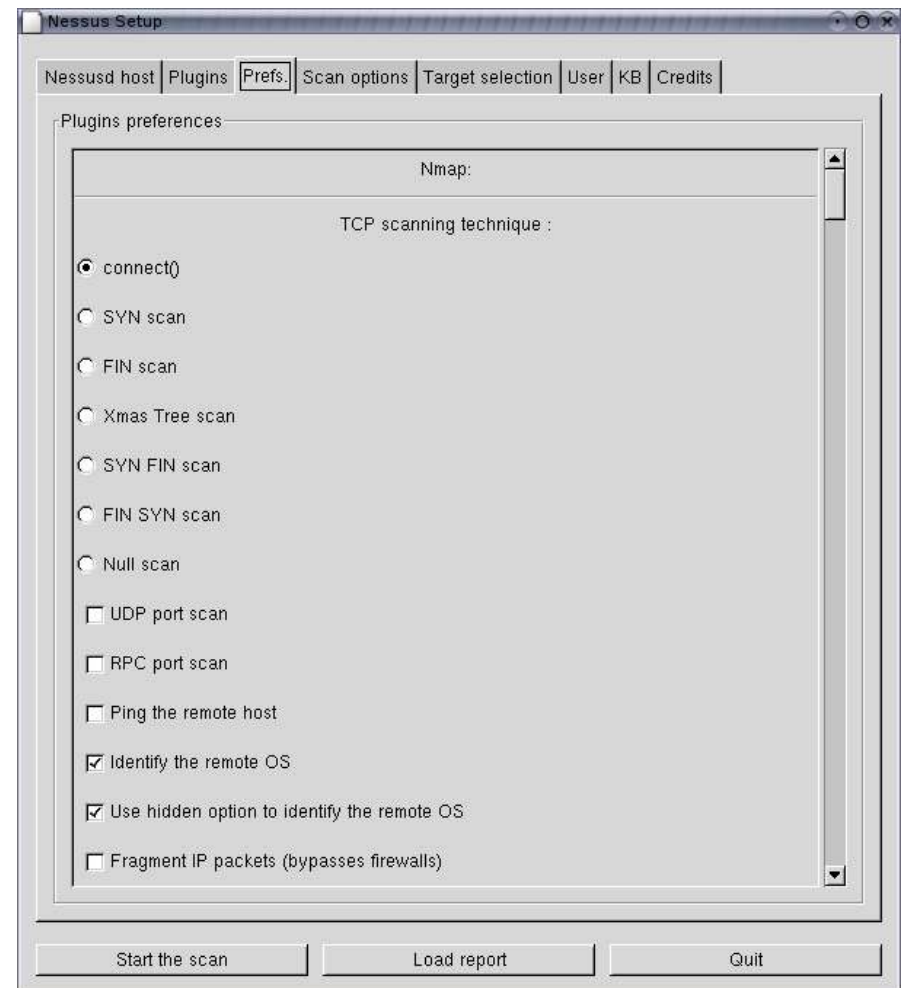 Nessus Setup
Nessusd host Plugins Prefs. Scan options Target selection User KB Credits
Plugins preferences
Nmap:
TCP scanning technique :
connect()
SYN scan
FIN scan
Xmas Tree scan
SYN FIN scan
FIN SYN scan
Null scan
UDP port scan
RPC port scan
Ping the remote host
Identify the remote OS
Use hidden option to identify the remote OS
Fragment IP packets (bypasses firewalls)
Start the scan Load report Quit